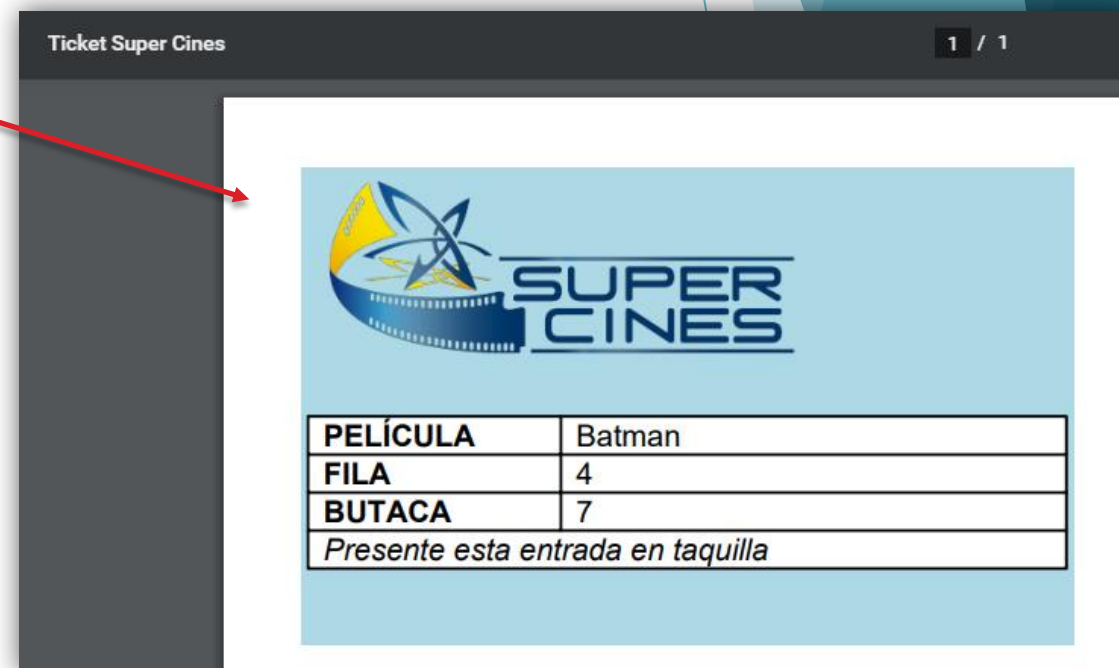 Ticket Super Cines 1 / 1
SUPER
CINES
PELÍCULA Batman
FILA 4
BUTACA 7
Presente esta entrada en taquilla